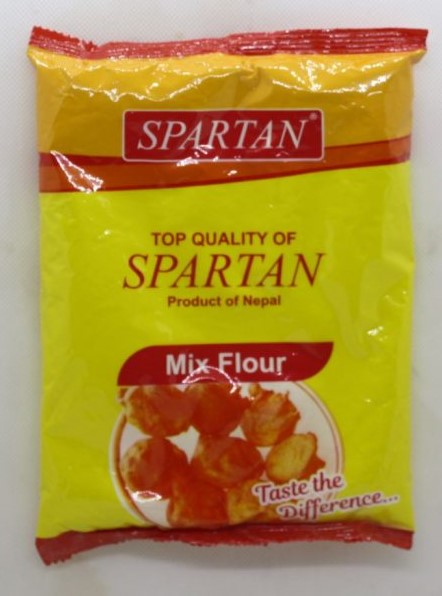 SPARTAN®
TOP QUALITY OF
SPARTAN
Product of Nepal
Mix Flour
Taste the
Difference...